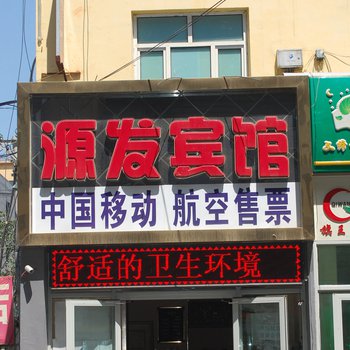 源发宾馆
中国移动 航空售票
舒适的卫生环境